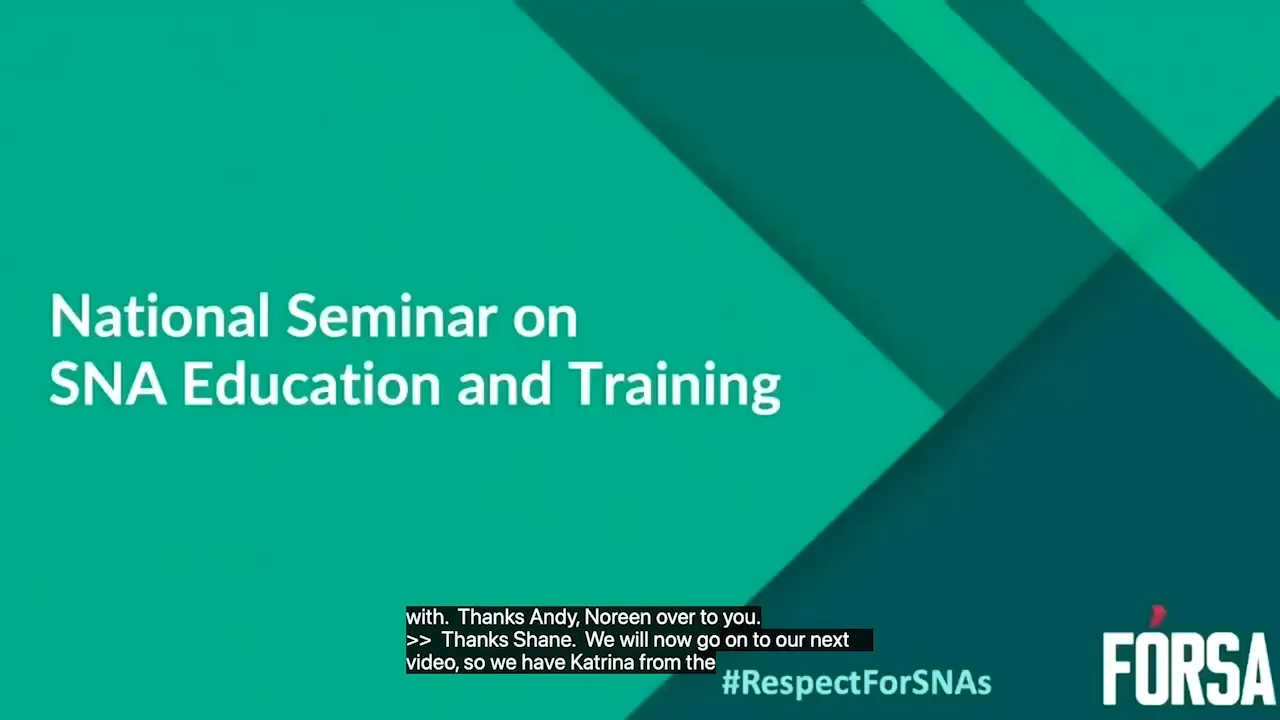 National Seminar on
SNA Education and Training
with.  Thanks Andy, Noreen over to you.
>>  Thanks Shane.  We will now go on to our next
video, so we have Katrina from the
#RespectForSNAs
FÓRSA